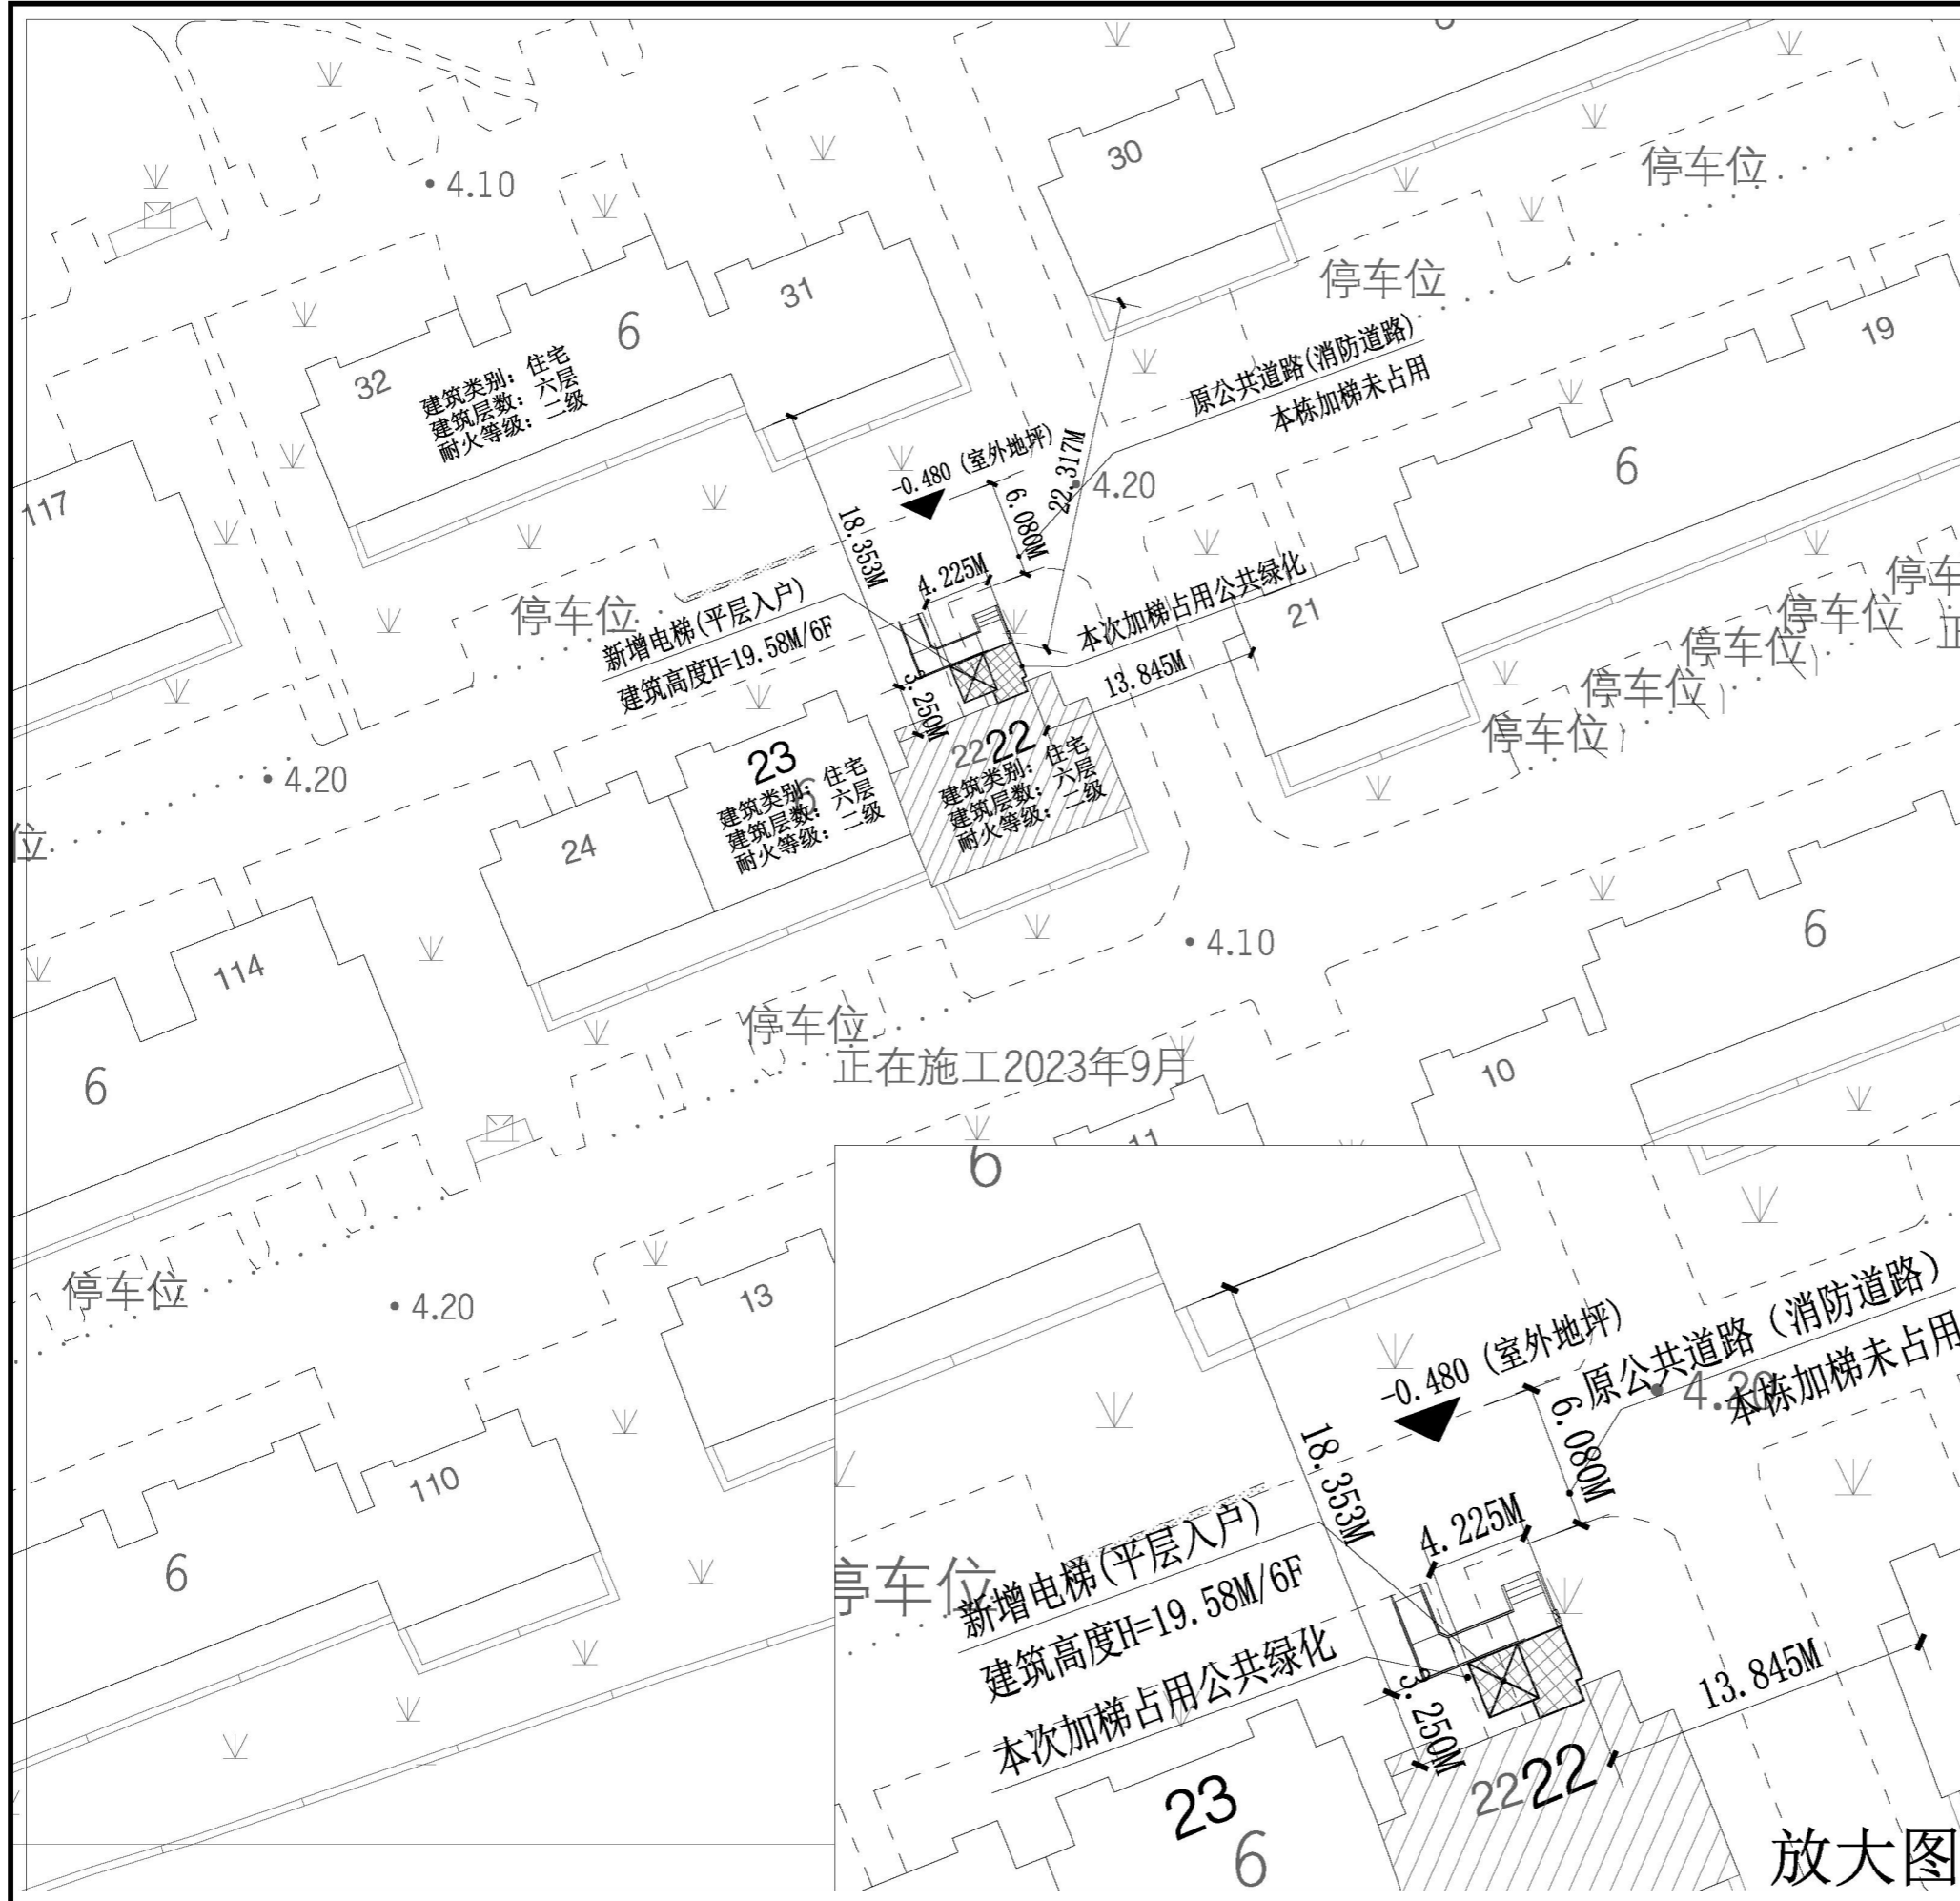 4.10
30
停车位
停车位
31
6
19
32
建筑类别：住宅
建筑层数：六层
耐火等级：二级
原公共道路(消防道路)
本栋加梯未占用
117
-0.480 (室外地坪)
22.317M
4.20
6
18.353M
6.080M
4.225M
停车位
新增电梯(平层入户)
建筑高度H=19.58M/6F
本次加梯占用公共绿化
21
13.845M
停车
停车位
停车位
停车位
停车位
3.250M
4.20
位
23
6
建筑类别：住宅
建筑层数：六层
耐火等级：二级
22
22
建筑类别：住宅
建筑层数：六层
耐火等级：二级
24
4.10
6
114
停车位
正在施工2023年9月
6
10
11
停车位
4.20
13
110
6
6
-0.480 (室外地坪)
原公共道路 (消防道路)
本栋加梯未占用
4.20
18.353M
6.080M
4.225M
停车位
新增电梯(平层入户)
建筑高度H=19.58M/6F
本次加梯占用公共绿化
3.250M
13.845M
23
6
22
22
放大图